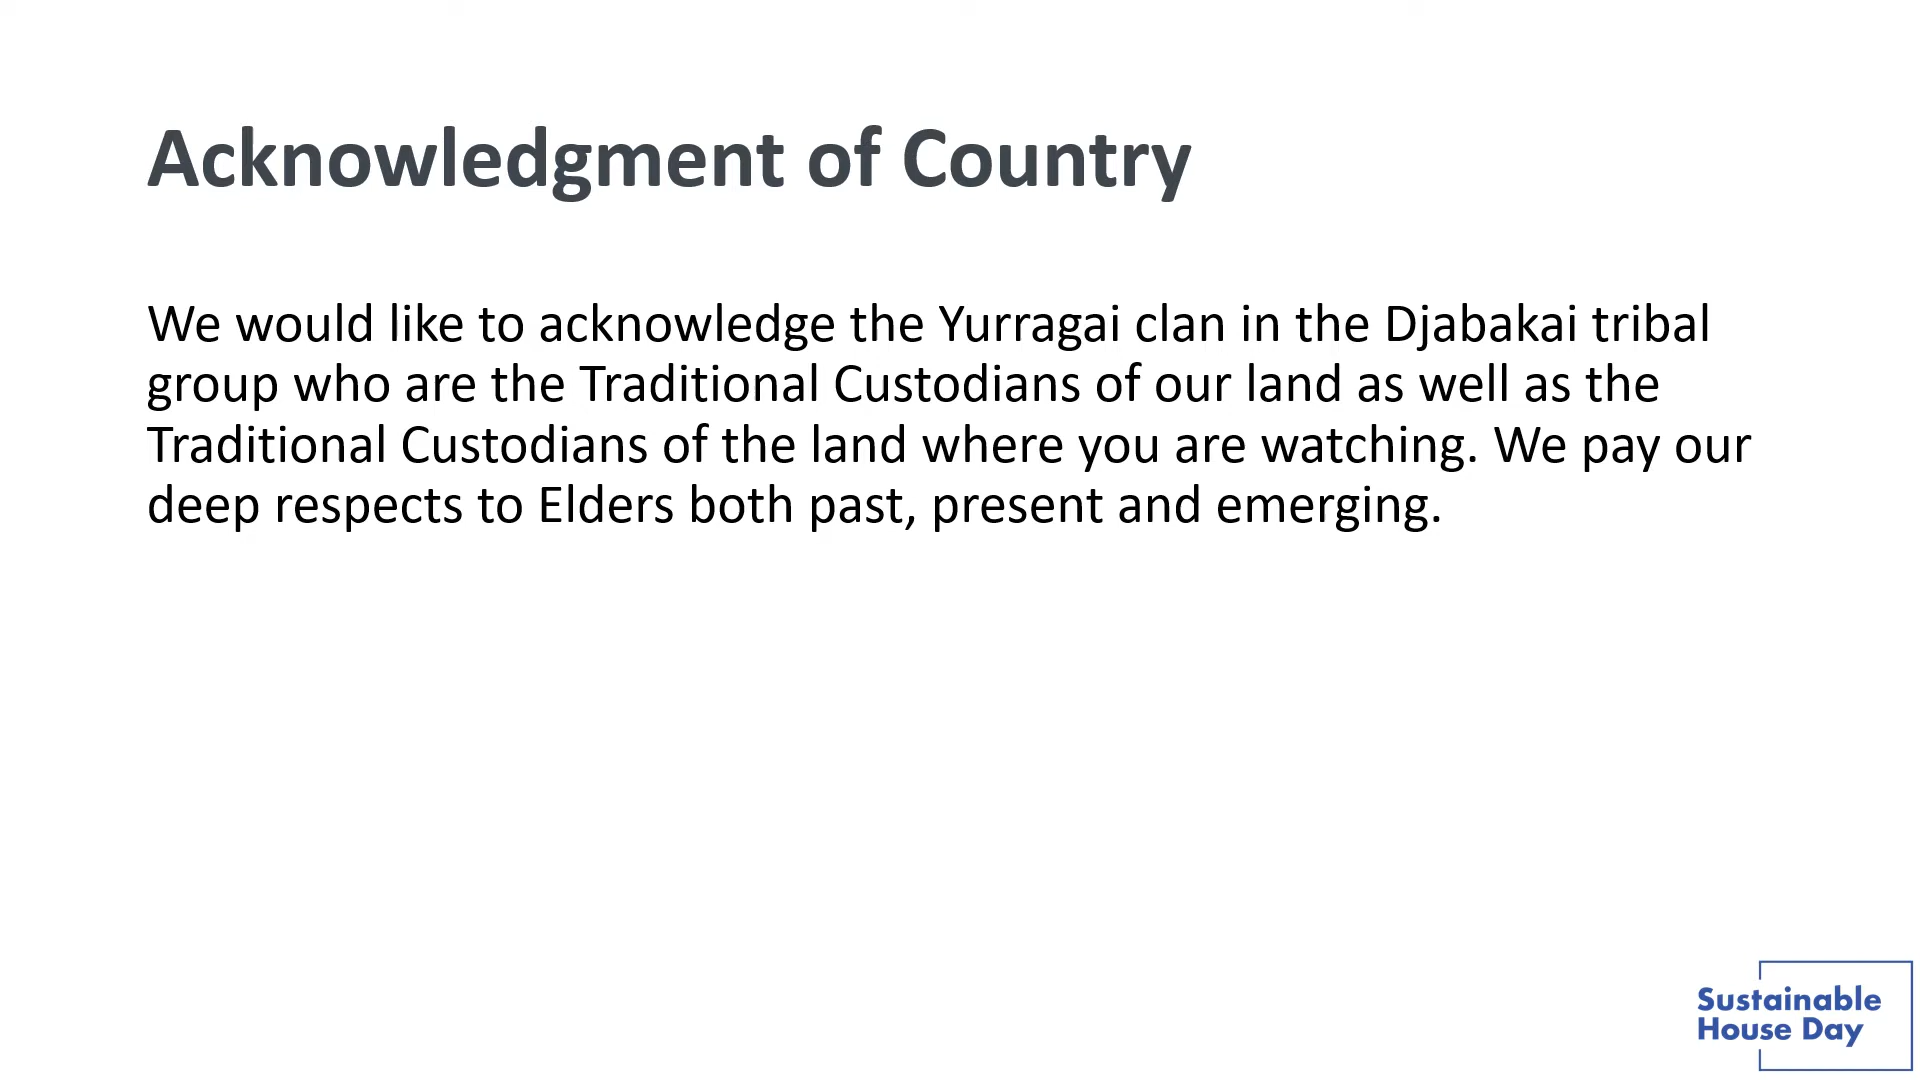 Acknowledgment of Country
We would like to acknowledge the Yurragai clan in the Djabakai tribal
group who are the Traditional Custodians of our land as well as the
Traditional Custodians of the land where you are watching. We pay our
deep respects to Elders both past, present and emerging.
Sustainable
House Day